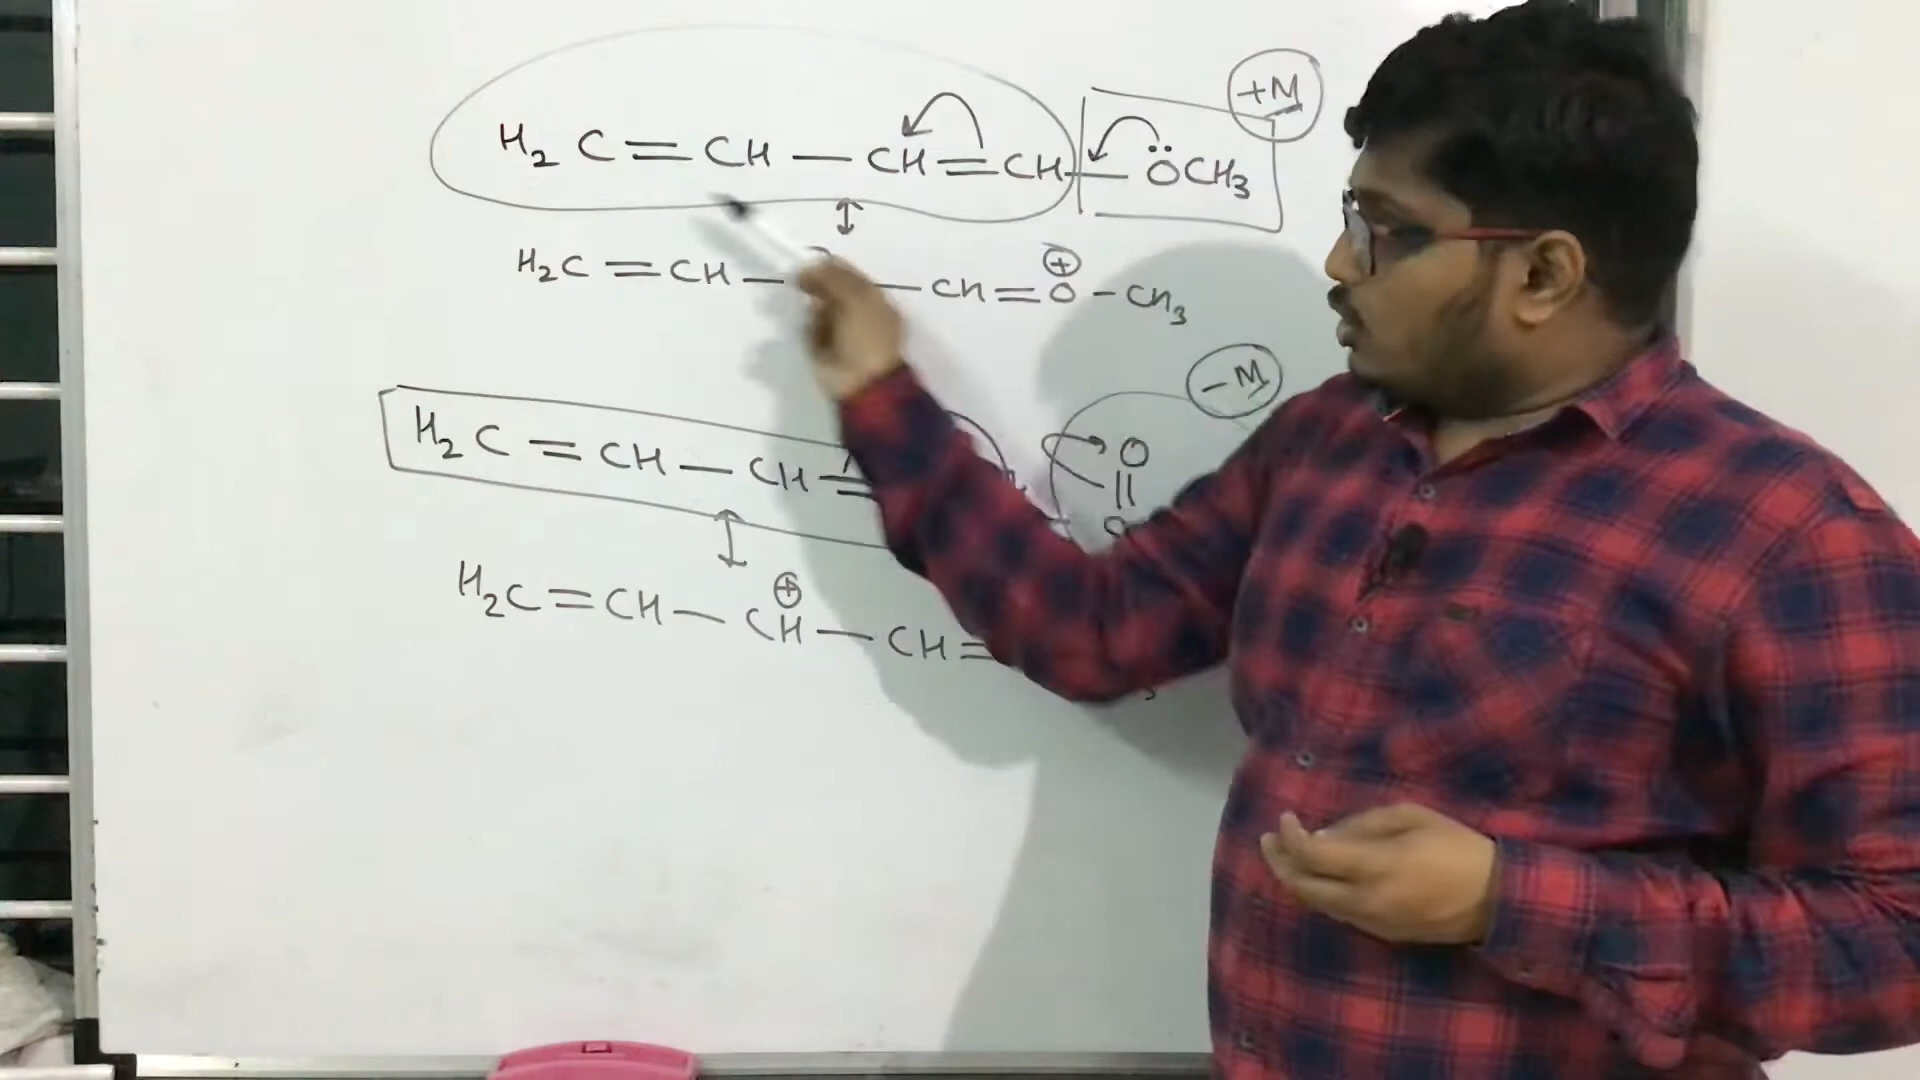 +M
H₂C=CH—CH=CH—ÖCH₃
H₂C=CH— —CH=O—CH₃
⊕
−M
O
||
H₂C=CH—CH=
⊕
H₂C=CH—CH—CH=